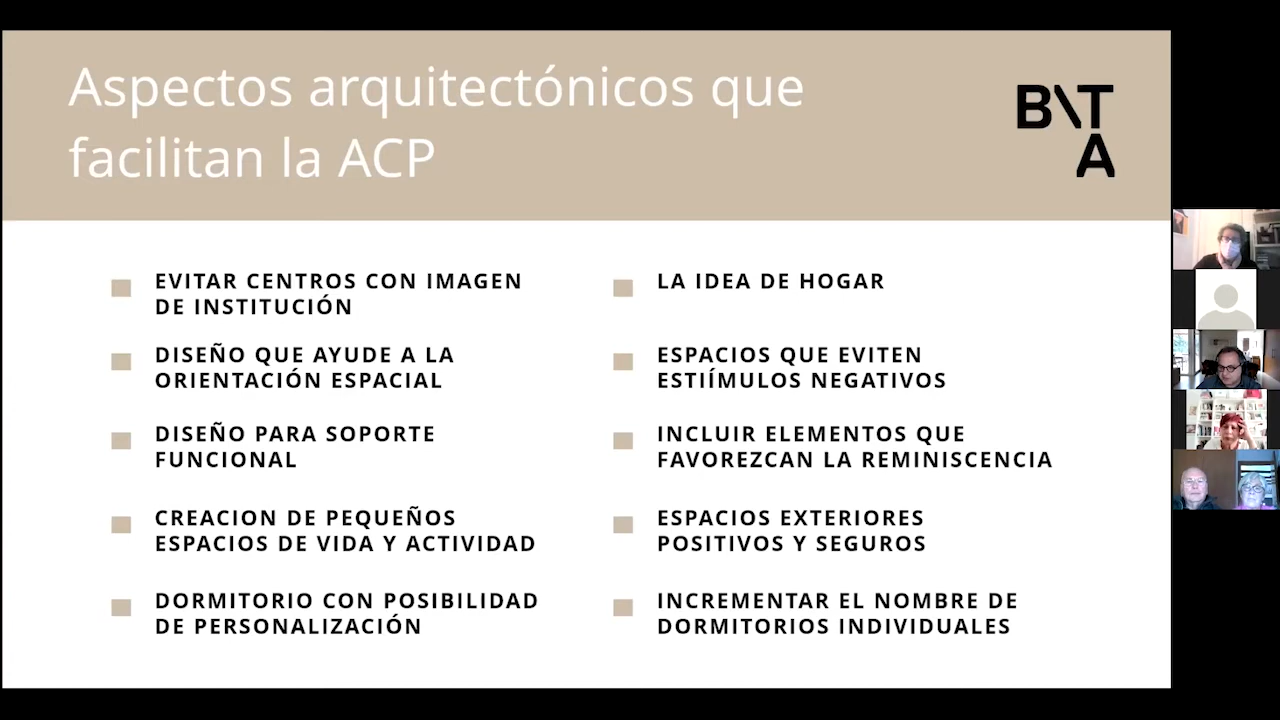 Aspectos arquitectónicos que
facilitan la ACP
B\T
A
EVITAR CENTROS CON IMAGEN
DE INSTITUCIÓN
DISEÑO QUE AYUDE A LA
ORIENTACIÓN ESPACIAL
DISEÑO PARA SOPORTE
FUNCIONAL
CREACION DE PEQUEÑOS
ESPACIOS DE VIDA Y ACTIVIDAD
DORMITORIO CON POSIBILIDAD
DE PERSONALIZACIÓN
LA IDEA DE HOGAR
ESPACIOS QUE EVITEN
ESTIÍMULOS NEGATIVOS
INCLUIR ELEMENTOS QUE
FAVOREZCAN LA REMINISCENCIA
ESPACIOS EXTERIORES
POSITIVOS Y SEGUROS
INCREMENTAR EL NOMBRE DE
DORMITORIOS INDIVIDUALES